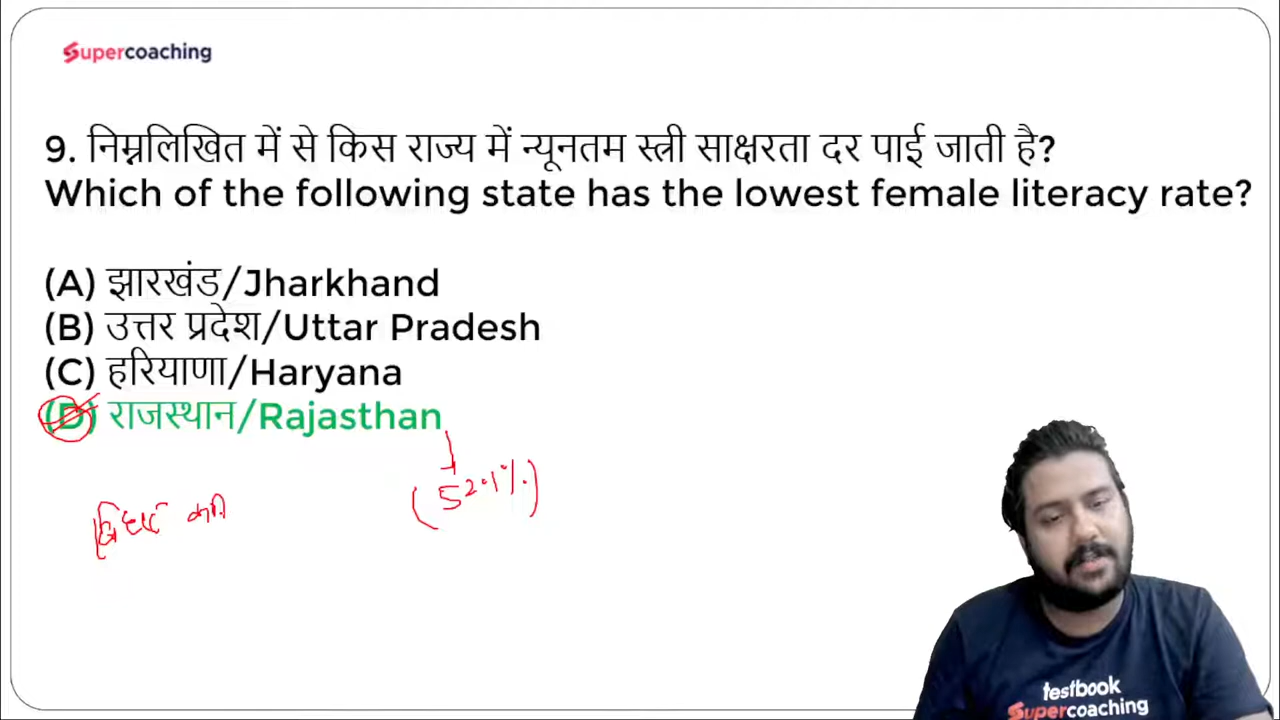 Supercoaching
9. निम्नलिखित में से किस राज्य में न्यूनतम स्त्री साक्षरता दर पाई जाती है?
Which of the following state has the lowest female literacy rate?
(A) झारखंड/Jharkhand
(B) उत्तर प्रदेश/Uttar Pradesh
(C) हरियाणा/Haryana
(D) राजस्थान/Rajasthan
(52.1%)
testbook
Supercoaching